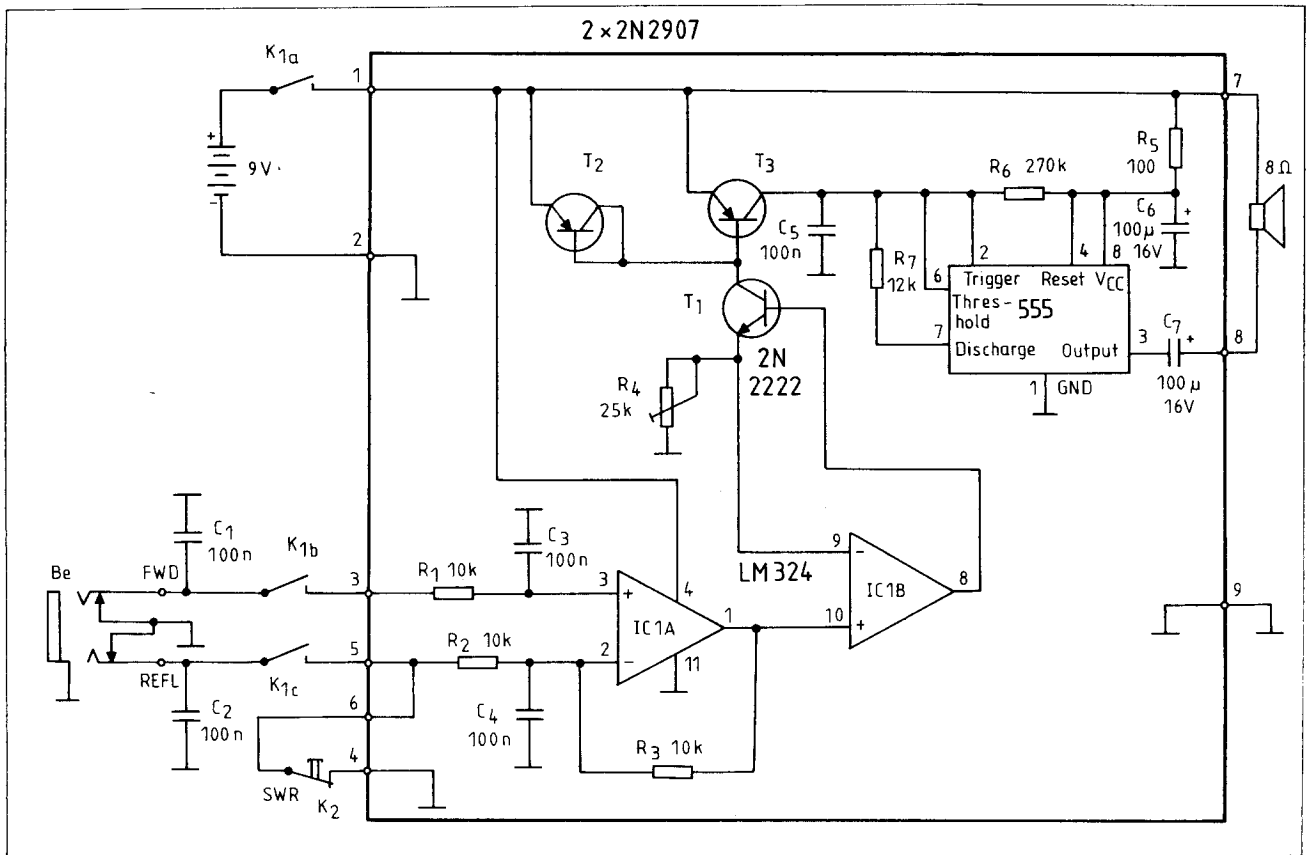 2 × 2N2907
K1a
1
7
+
9V
-
2
T2
T3
C5
100n
R6 270k
R5
100
C6
100µ
16V
+
8Ω
R7
12k
2
4
8
6
Trigger Reset VCC
Thres-
hold
555
7
Discharge Output
3
1
GND
C7
+
100µ
16V
8
T1
2N
2222
R4
25k
C1
100n
K1b
Be
FWD
3
R1 10k
C3
100n
3
+
4
IC1A
1
2
-
11
LM324
9
-
IC1B
8
10
+
9
REFL
K1c
5
R2 10k
C2
100n
6
C4
100n
R3 10k
4
SWR
K2